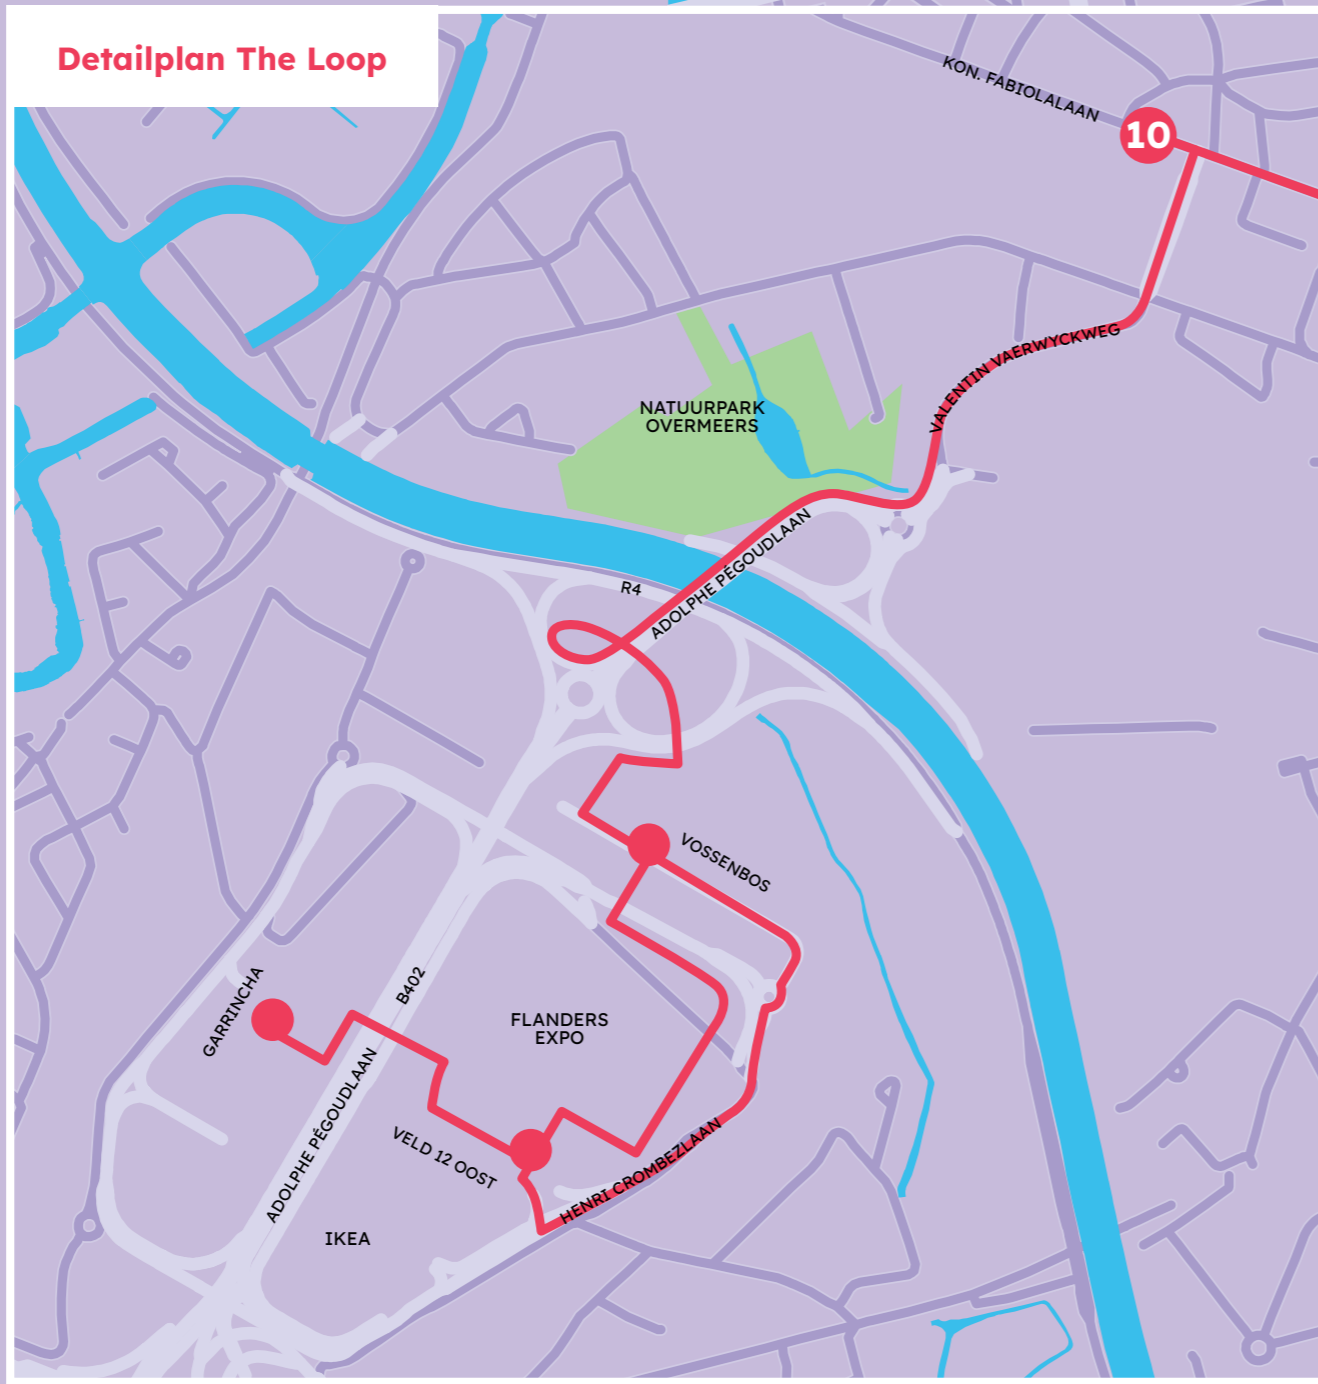 Detailplan The Loop
KON. FABIOLALAAN
10
VALENTIN VAERWYCKWEG
NATUURPARK
OVERMEERS
ADOLPHE PÉGOUDLAAN
R4
VOSSENBOS
GARRINCHA
B402
FLANDERS
EXPO
ADOLPHE PÉGOUDLAAN
VELD 12 OOST
HENRI CROMBEZLAAN
IKEA